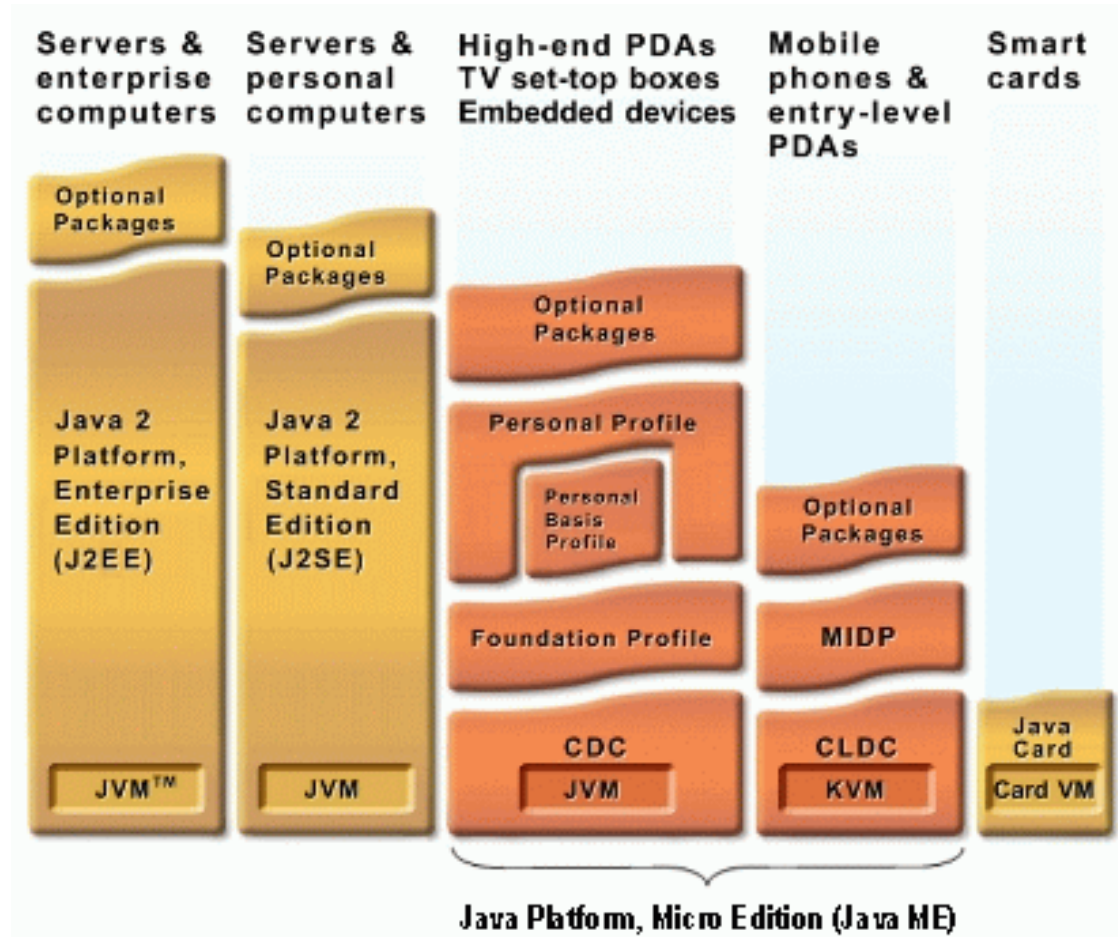 Servers &
enterprise
computers
Servers &
personal
computers
High-end PDAs
TV set-top boxes
Embedded devices
Mobile
phones &
entry-level
PDAs
Smart
cards
Optional
Packages
Java 2
Platform,
Enterprise
Edition
(J2EE)
JVM™
Optional
Packages
Java 2
Platform,
Standard
Edition
(J2SE)
JVM
Optional
Packages
Personal Profile
Personal
Basis
Profile
Foundation Profile
CDC
JVM
Optional
Packages
MIDP
CLDC
KVM
Java
Card
Card VM
Java Platform, Micro Edition (Java ME)